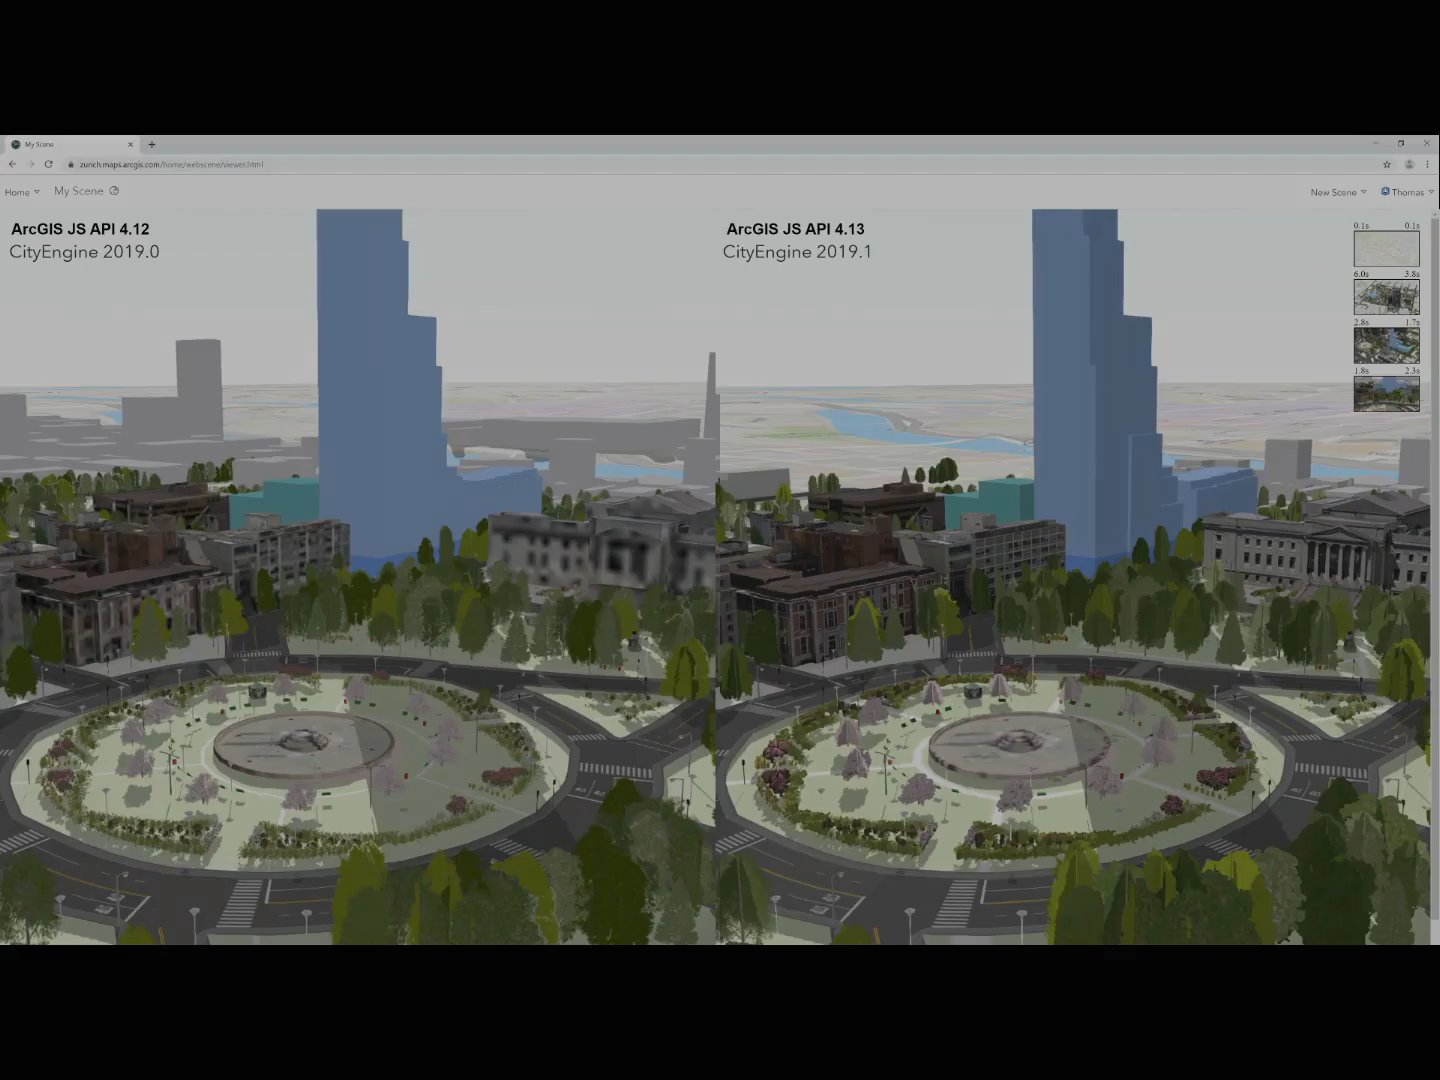 My Scene
zurich.maps.arcgis.com/home/webscene/viewer.html
Home
My Scene
New Scene
Thomas
ArcGIS JS API 4.12
CityEngine 2019.0
ArcGIS JS API 4.13
CityEngine 2019.1
0.1s 0.1s
6.0s 3.8s
2.8s 1.7s
1.8s 2.3s